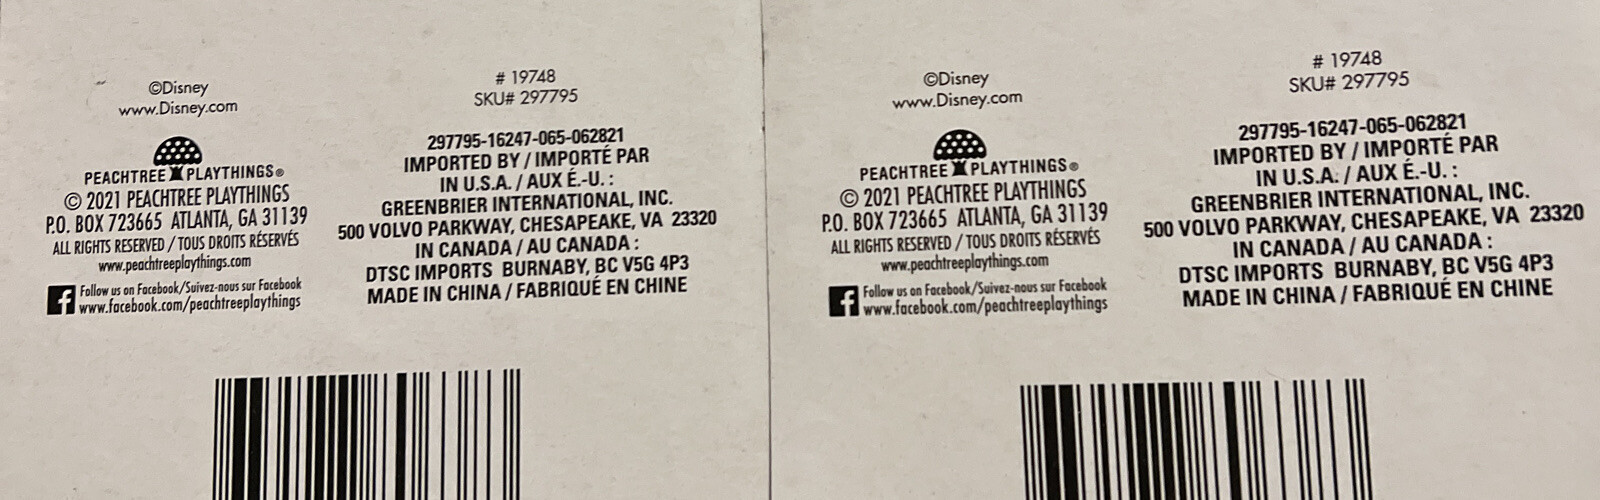 ©Disney
www.Disney.com
PEACHTREE PLAYTHINGS®
© 2021 PEACHTREE PLAYTHINGS
P.O. BOX 723665 ATLANTA, GA 31139
ALL RIGHTS RESERVED / TOUS DROITS RÉSERVÉS
www.peachtreeplaythings.com
f Follow us on Facebook/Suivez-nous sur Facebook
www.facebook.com/peachtreeplaythings
# 19748
SKU# 297795
297795-16247-065-062821
IMPORTED BY / IMPORTÉ PAR
IN U.S.A. / AUX É.-U. :
GREENBRIER INTERNATIONAL, INC.
500 VOLVO PARKWAY, CHESAPEAKE, VA 23320
IN CANADA / AU CANADA :
DTSC IMPORTS BURNABY, BC V5G 4P3
MADE IN CHINA / FABRIQUÉ EN CHINE
©Disney
www.Disney.com
PEACHTREE PLAYTHINGS®
© 2021 PEACHTREE PLAYTHINGS
P.O. BOX 723665 ATLANTA, GA 31139
ALL RIGHTS RESERVED / TOUS DROITS RÉSERVÉS
www.peachtreeplaythings.com
f Follow us on Facebook/Suivez-nous sur Facebook
www.facebook.com/peachtreeplaythings
# 19748
SKU# 297795
297795-16247-065-062821
IMPORTED BY / IMPORTÉ PAR
IN U.S.A. / AUX É.-U. :
GREENBRIER INTERNATIONAL, INC.
500 VOLVO PARKWAY, CHESAPEAKE, VA 23320
IN CANADA / AU CANADA :
DTSC IMPORTS BURNABY, BC V5G 4P3
MADE IN CHINA / FABRIQUÉ EN CHINE